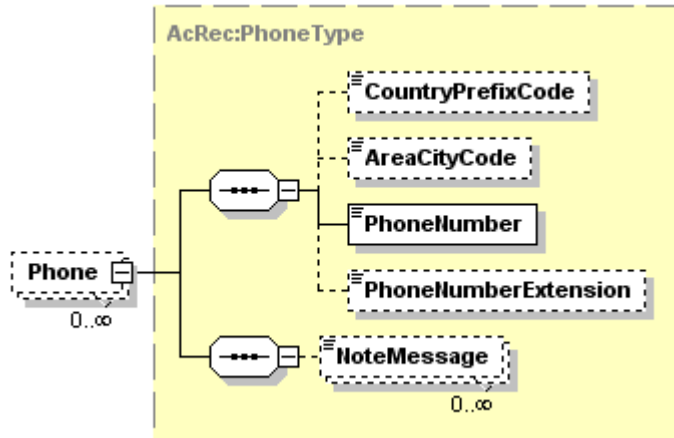 AcRec:PhoneType
CountryPrefixCode
AreaCityCode
PhoneNumber
Phone
0..∞
PhoneNumberExtension
NoteMessage
0..∞